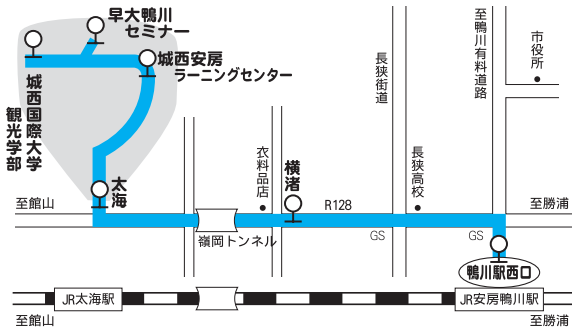 早大鴨川
セミナー
城西安房
ラーニングセンター
城西国際大学
観光学部
太海
至館山
嶺岡トンネル
衣料品店
横渚
R128
長狭街道
長狭高校
GS
至鴨川有料道路
市役所
至勝浦
GS
鴨川駅西口
JR太海駅
JR安房鴨川駅
至館山
至勝浦